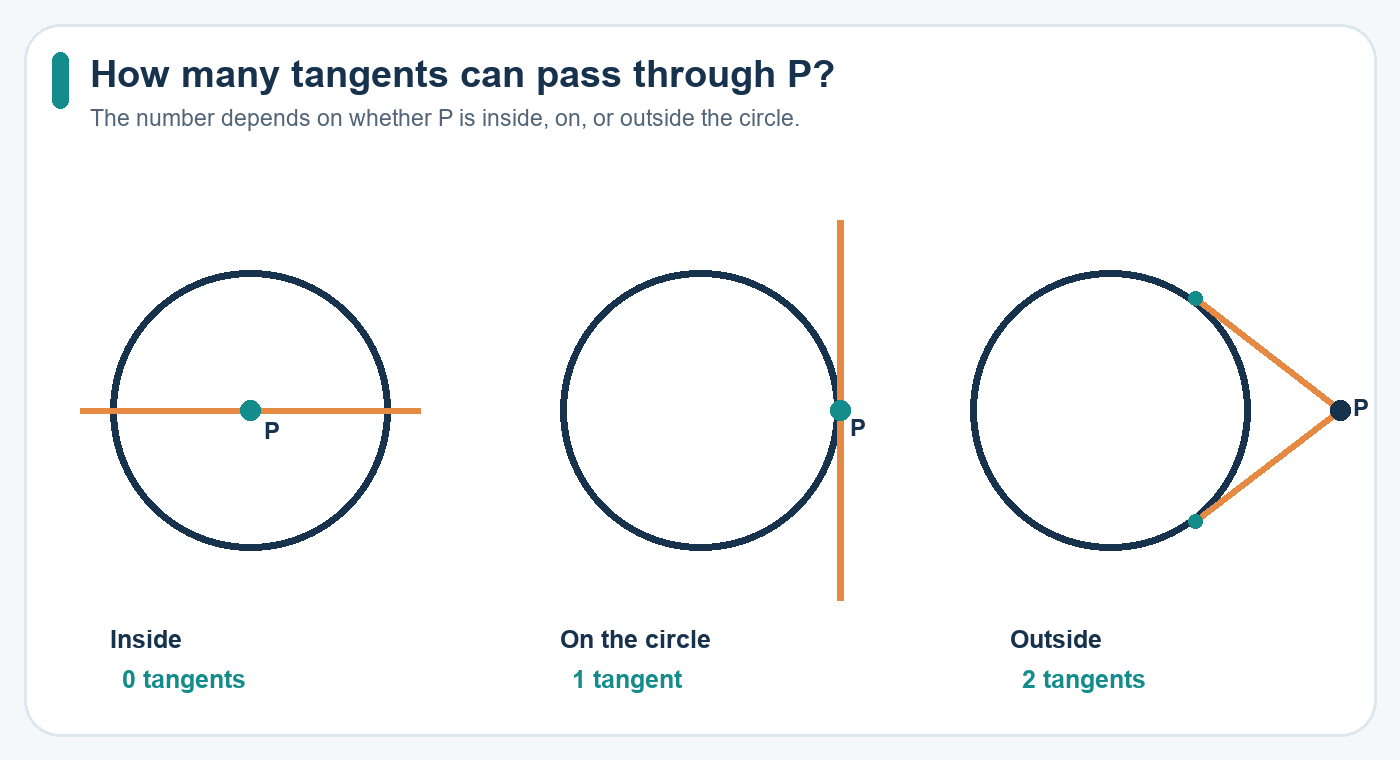 How many tangents can pass through P?
The number depends on whether P is inside, on, or outside the circle.
P
P
P
Inside
0 tangents
On the circle
1 tangent
Outside
2 tangents